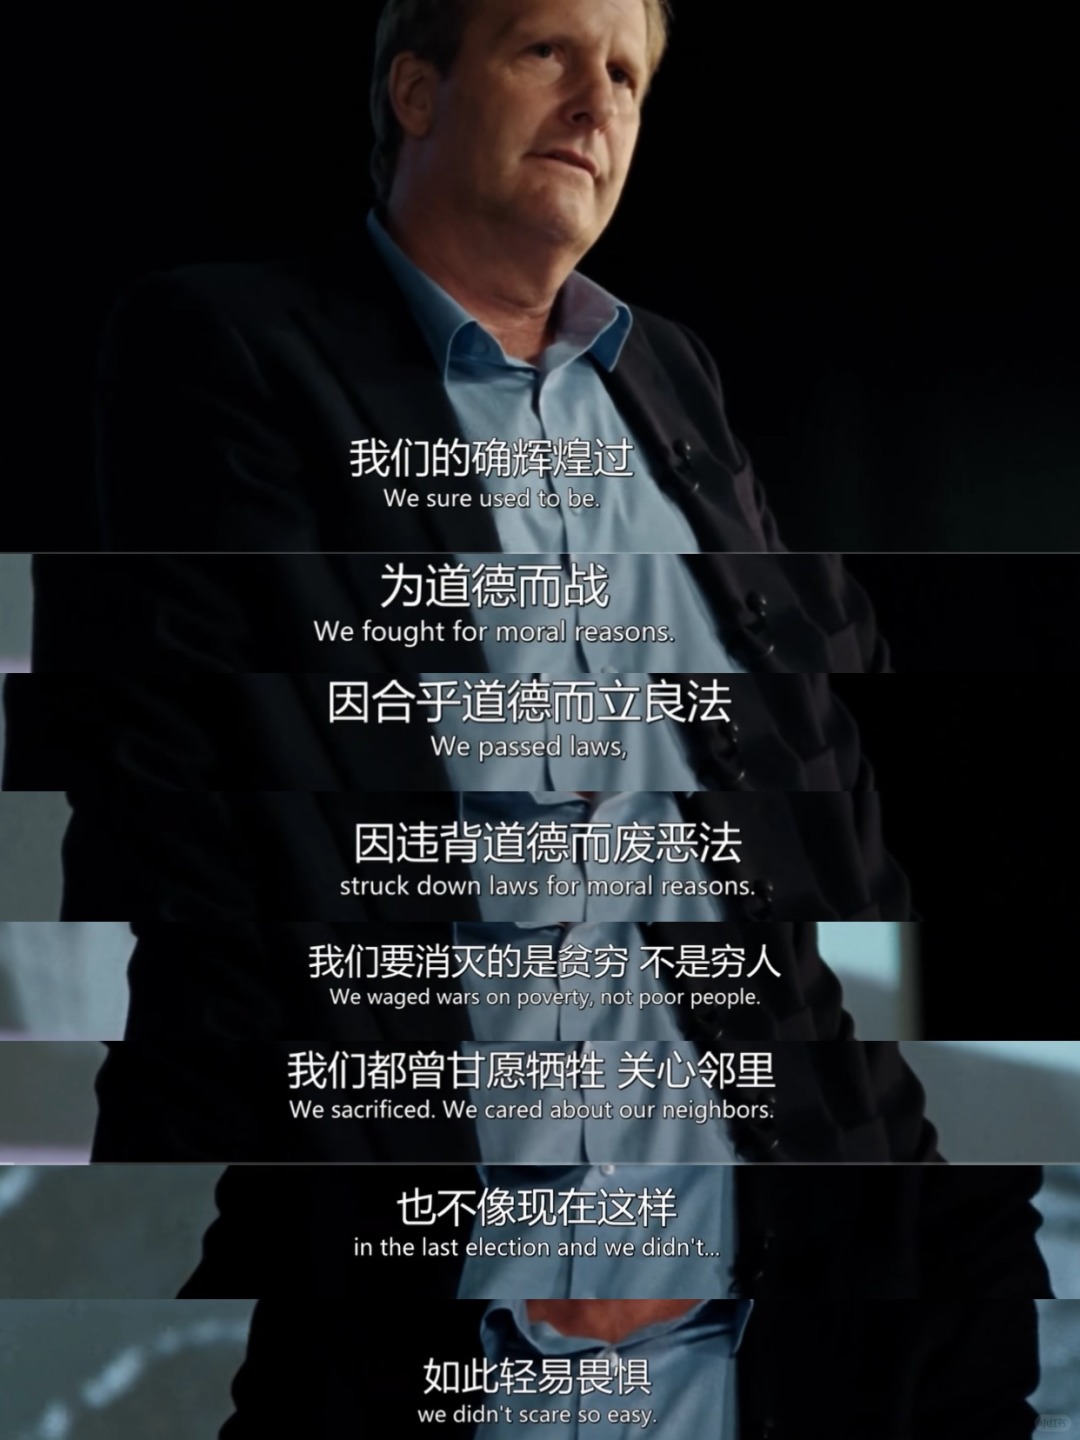 我们的确辉煌过
We sure used to be.
为道德而战
We fought for moral reasons.
因合乎道德而立良法
We passed laws,
因违背道德而废恶法
struck down laws for moral reasons.
我们要消灭的是贫穷 不是穷人
We waged wars on poverty, not poor people.
我们都曾甘愿牺牲 关心邻里
We sacrificed. We cared about our neighbors.
也不像现在这样
in the last election and we didn't...
如此轻易畏惧
we didn't scare so easy.
小红书